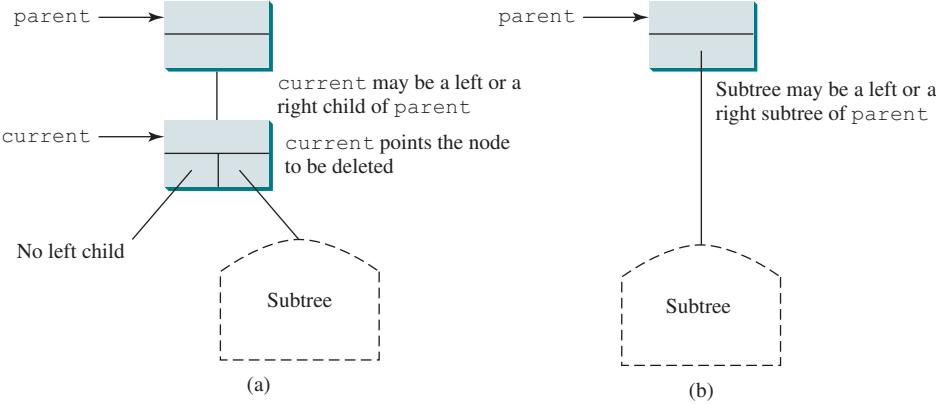 parent
current may be a left or a
right child of parent
current
current points the node
to be deleted
No left child
Subtree
(a)
parent
Subtree may be a left or a
right subtree of parent
Subtree
(b)